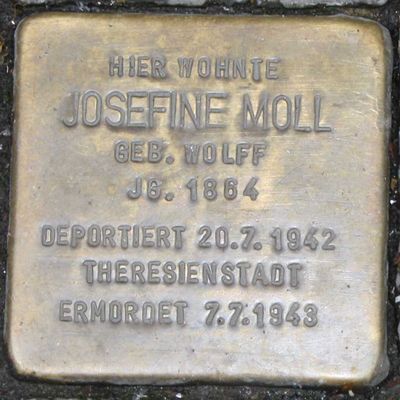 HIER WOHNTE
JOSEFINE MOLL
GEB. WOLFF
JG. 1864
DEPORTIERT 20.7.1942
THERESIENSTADT
ERMORDET 7.7.1943